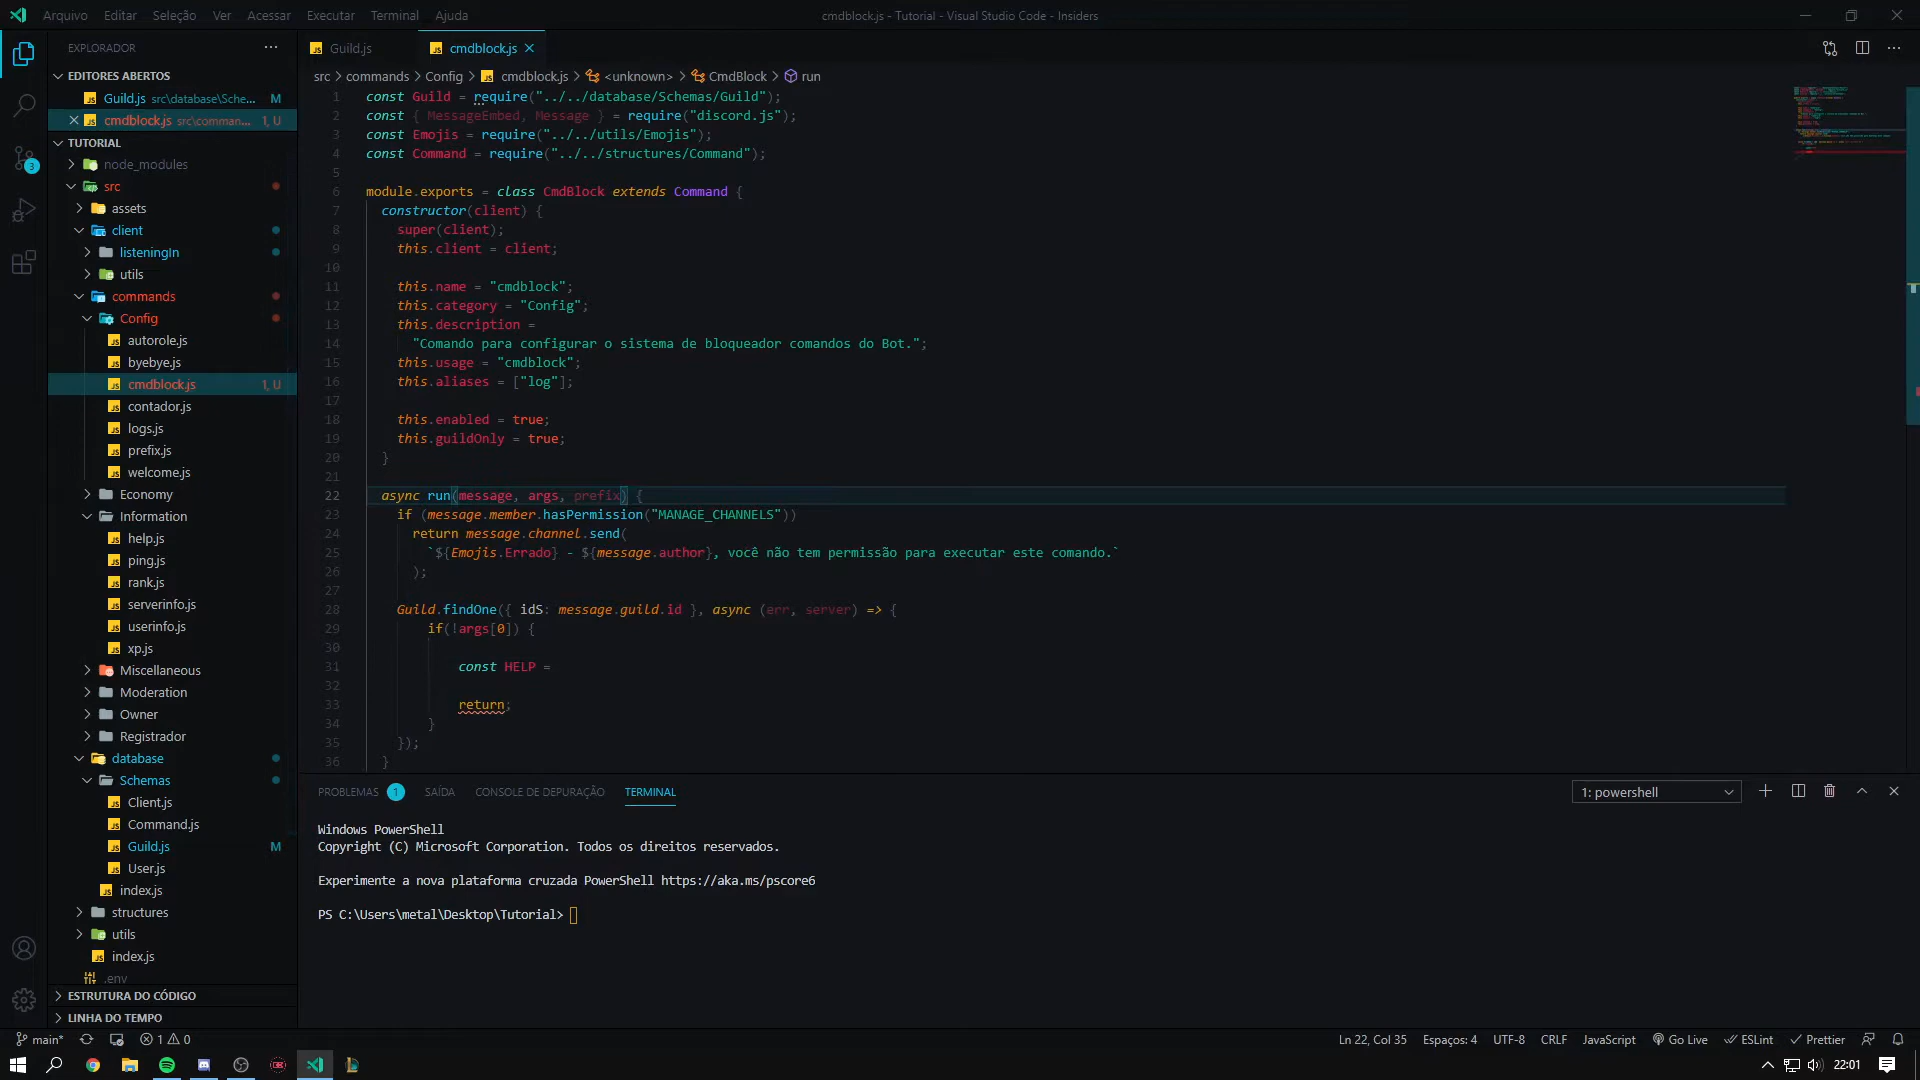 Arquivo Editar Seleção Ver Acessar Executar Terminal Ajuda
cmdblock.js - Tutorial - Visual Studio Code - Insiders
EXPLORADOR
EDITORES ABERTOS
Guild.js src\database\Sche... M
cmdblock.js src\comman... 1, U
TUTORIAL
node_modules
src
assets
client
listeningIn
utils
commands
Config
autorole.js
byebye.js
cmdblock.js 1, U
contador.js
logs.js
prefix.js
welcome.js
Economy
Information
help.js
ping.js
rank.js
serverinfo.js
userinfo.js
xp.js
Miscellaneous
Moderation
Owner
Registrador
database
Schemas
Client.js
Command.js
Guild.js M
User.js
index.js
structures
utils
index.js
.env
ESTRUTURA DO CÓDIGO
LINHA DO TEMPO
3
Guild.js cmdblock.js
src > commands > Config > cmdblock.js > <unknown> > CmdBlock > run
1 const Guild = require("../../database/Schemas/Guild");
2 const { MessageEmbed, Message } = require("discord.js");
3 const Emojis = require("../../utils/Emojis");
4 const Command = require("../../structures/Command");
5
6 module.exports = class CmdBlock extends Command {
7 constructor(client) {
8 super(client);
9 this.client = client;
10
11 this.name = "cmdblock";
12 this.category = "Config";
13 this.description =
14 "Comando para configurar o sistema de bloqueador comandos do Bot.";
15 this.usage = "cmdblock";
16 this.aliases = ["log"];
17
18 this.enabled = true;
19 this.guildOnly = true;
20 }
21
22 async run(message, args, prefix) {
23 if (message.member.hasPermission("MANAGE_CHANNELS"))
24 return message.channel.send(
25 `${Emojis.Errado} - ${message.author}, você não tem permissão para executar este comando.`
26 );
27
28 Guild.findOne({ idS: message.guild.id }, async (err, server) => {
29 if(!args[0]) {
30
31 const HELP =
32
33 return;
34 }
35 });
36 }
PROBLEMAS 1 SAÍDA CONSOLE DE DEPURAÇÃO TERMINAL
1: powershell
Windows PowerShell
Copyright (C) Microsoft Corporation. Todos os direitos reservados.
Experimente a nova plataforma cruzada PowerShell https://aka.ms/pscore6
PS C:\Users\metal\Desktop\Tutorial>
main* 1 0
Ln 22, Col 35 Espaços: 4 UTF-8 CRLF JavaScript Go Live ESLint Prettier
22:01